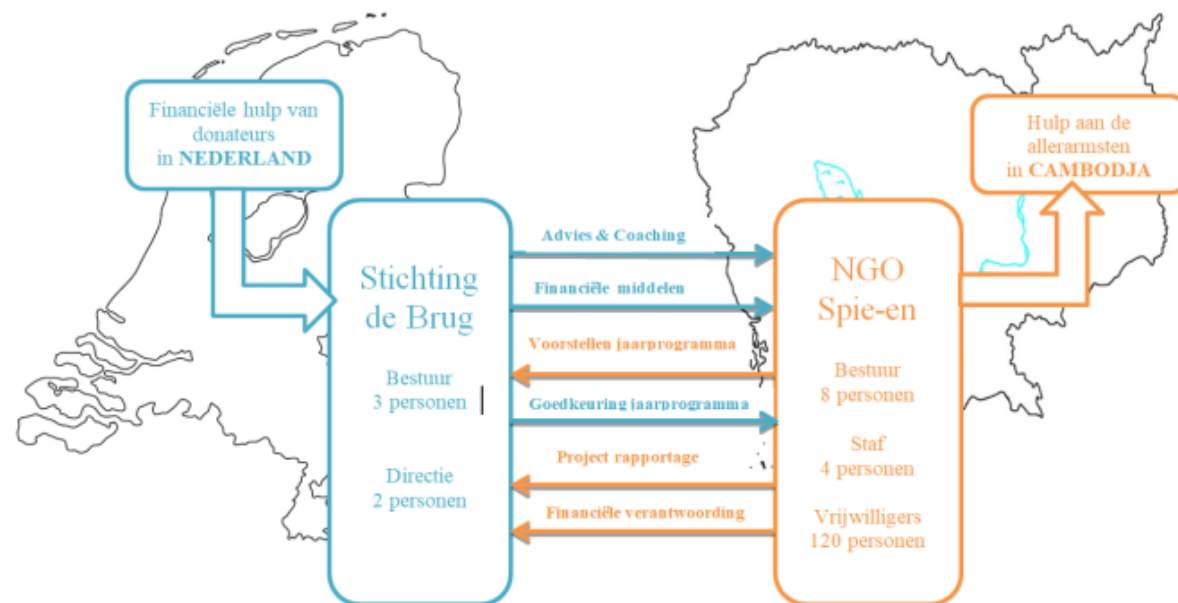 Financiële hulp van
donateurs
in NEDERLAND
Hulp aan de
allerarmsten
in CAMBODJA
Stichting
de Brug
Bestuur
3 personen
Directie
2 personen
Advies & Coaching
Financiële middelen
Voorstellen jaarprogramma
Goedkeuring jaarprogramma
Project rapportage
Financiële verantwoording
NGO
Spie-en
Bestuur
8 personen
Staf
4 personen
Vrijwilligers
120 personen